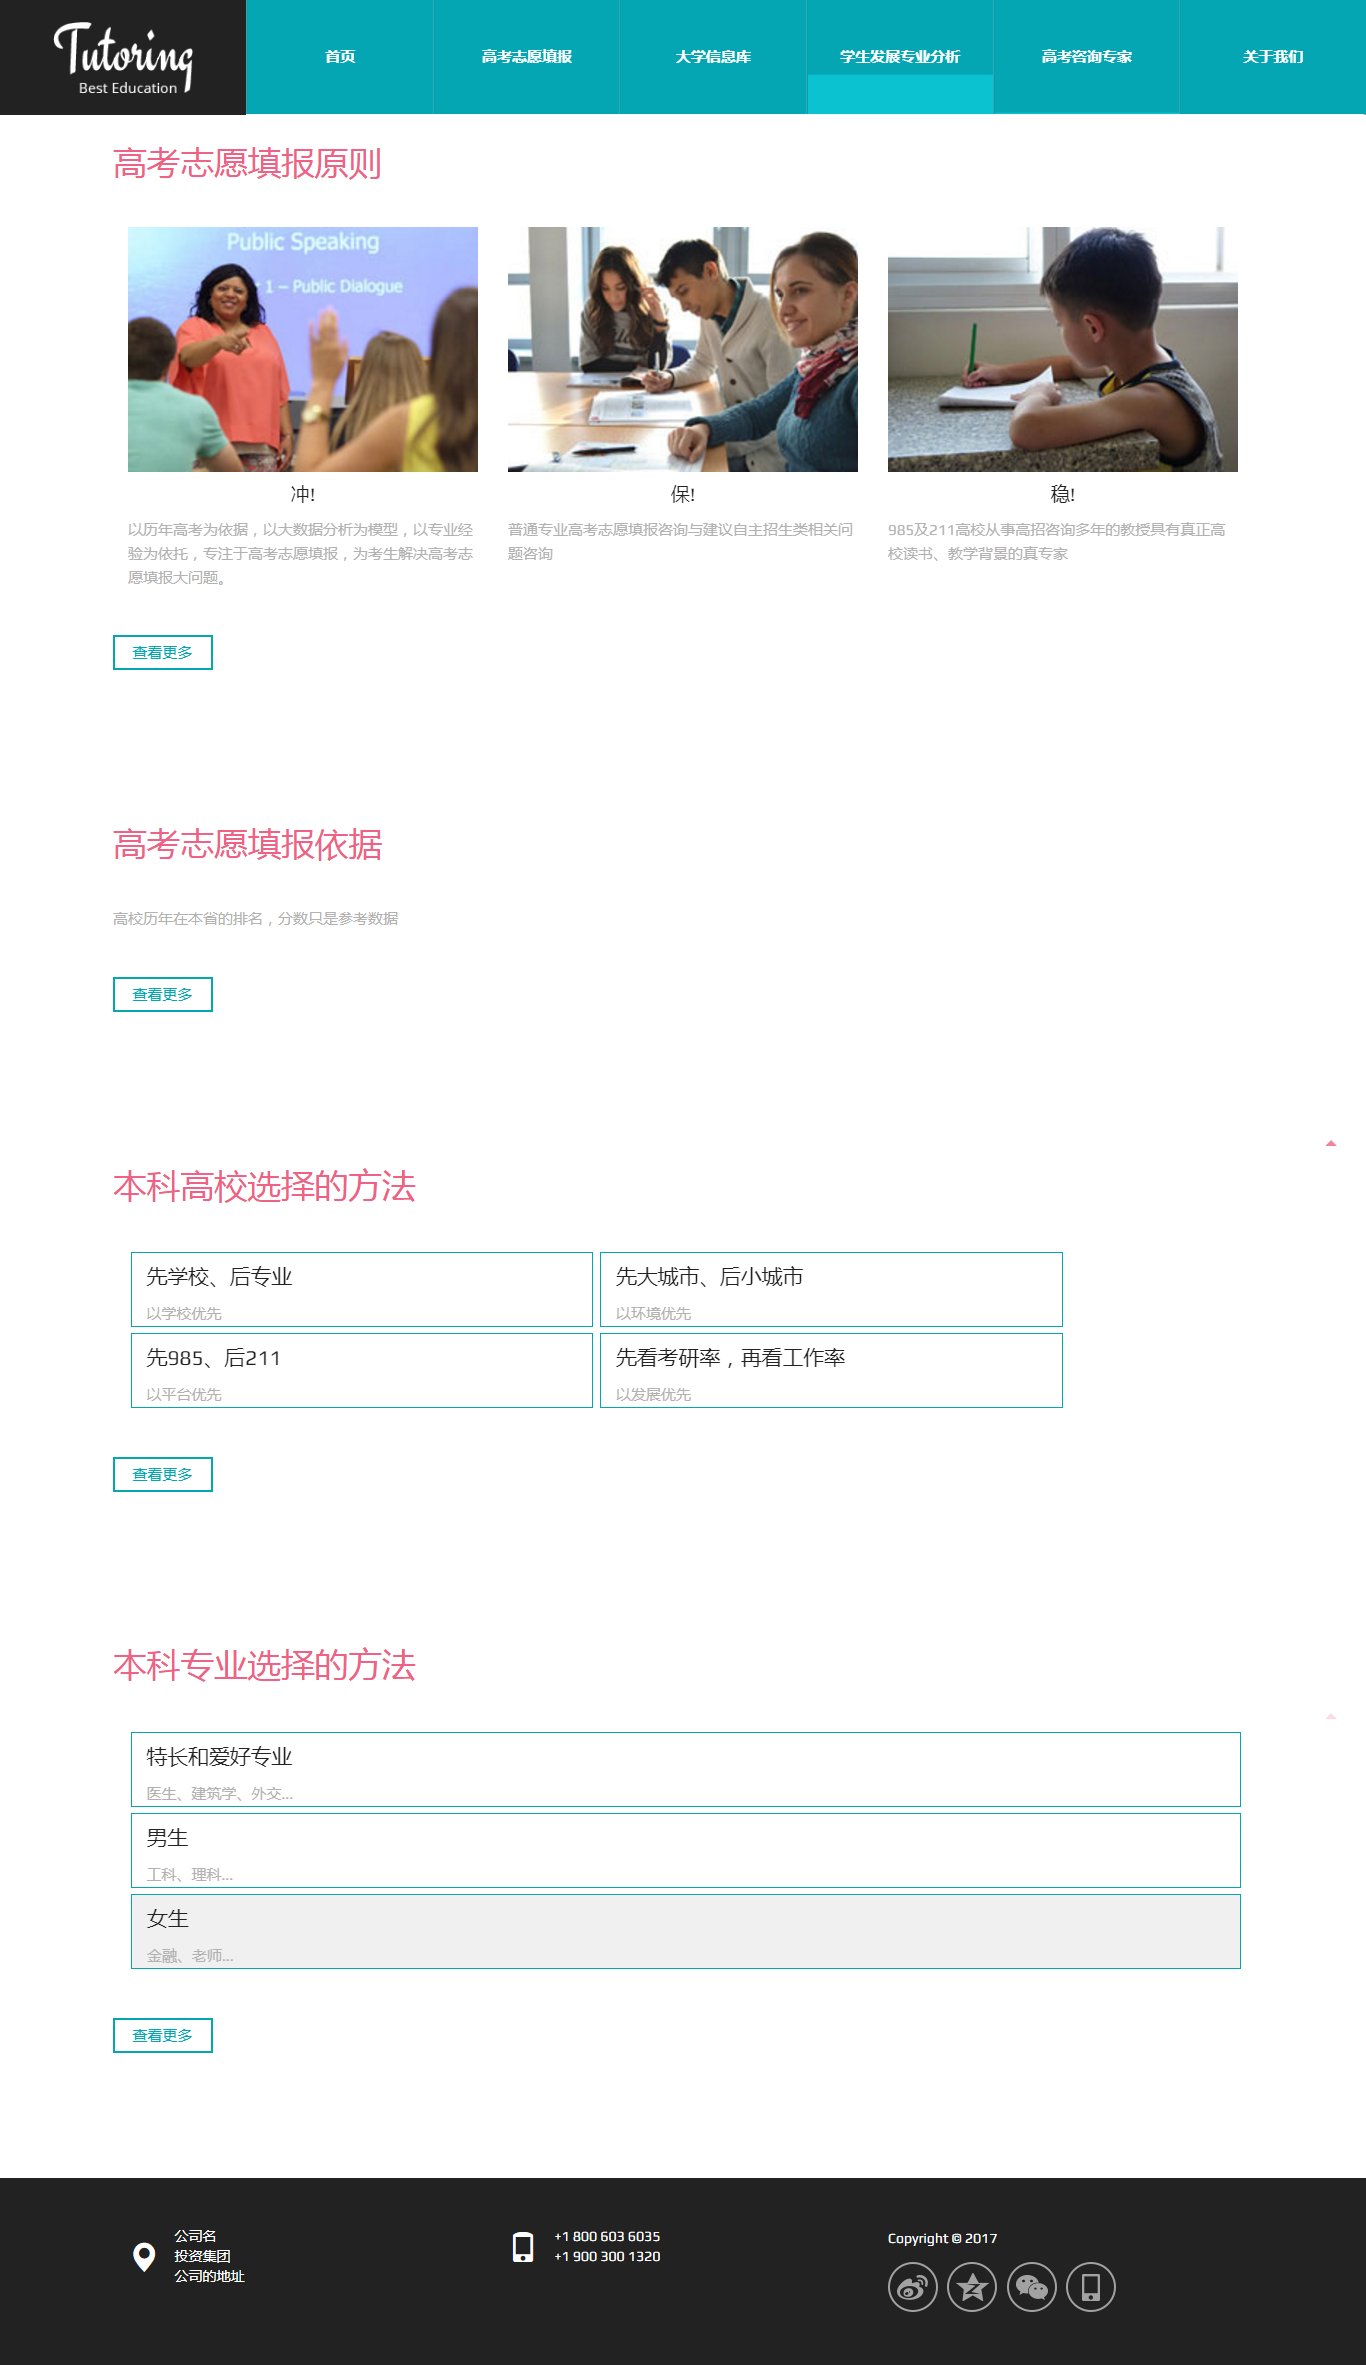 Tutoring
Best Education
首页
高考志愿填报
大学信息库
学生发展专业分析
高考咨询专家
关于我们
高考志愿填报原则
Public Speaking
1 – Public Dialogue
冲!
以历年高考为依据，以大数据分析为模型，以专业经
验为依托，专注于高考志愿填报，为考生解决高考志
愿填报大问题。
保!
普通专业高考志愿填报咨询与建议自主招生类相关问
题咨询
稳!
985及211高校从事高招咨询多年的教授具有真正高
校读书、教学背景的真专家
查看更多
高考志愿填报依据
高校历年在本省的排名，分数只是参考数据
查看更多
本科高校选择的方法
先学校、后专业
以学校优先
先大城市、后小城市
以环境优先
先985、后211
以平台优先
先看考研率，再看工作率
以发展优先
查看更多
本科专业选择的方法
特长和爱好专业
医生、建筑学、外交...
男生
工科、理科...
女生
金融、老师...
查看更多
公司名
投资集团
公司的地址
+1 800 603 6035
+1 900 300 1320
Copyright © 2017